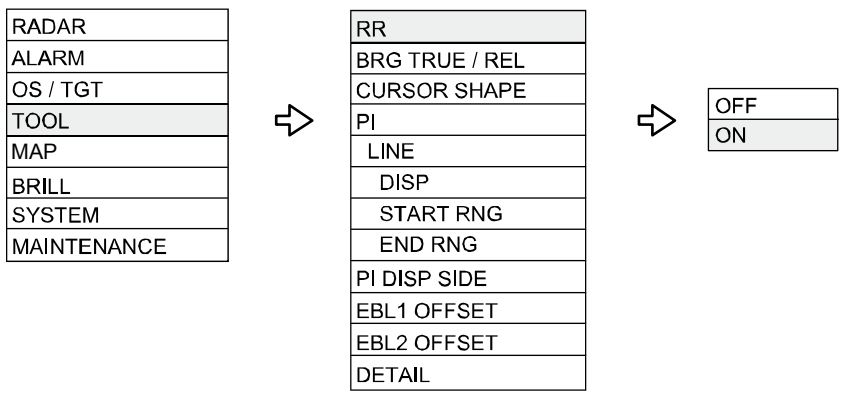 RADAR
ALARM
OS / TGT
TOOL
MAP
BRILL
SYSTEM
MAINTENANCE
RR
BRG TRUE / REL
CURSOR SHAPE
PI
LINE
DISP
START RNG
END RNG
PI DISP SIDE
EBL1 OFFSET
EBL2 OFFSET
DETAIL
OFF
ON